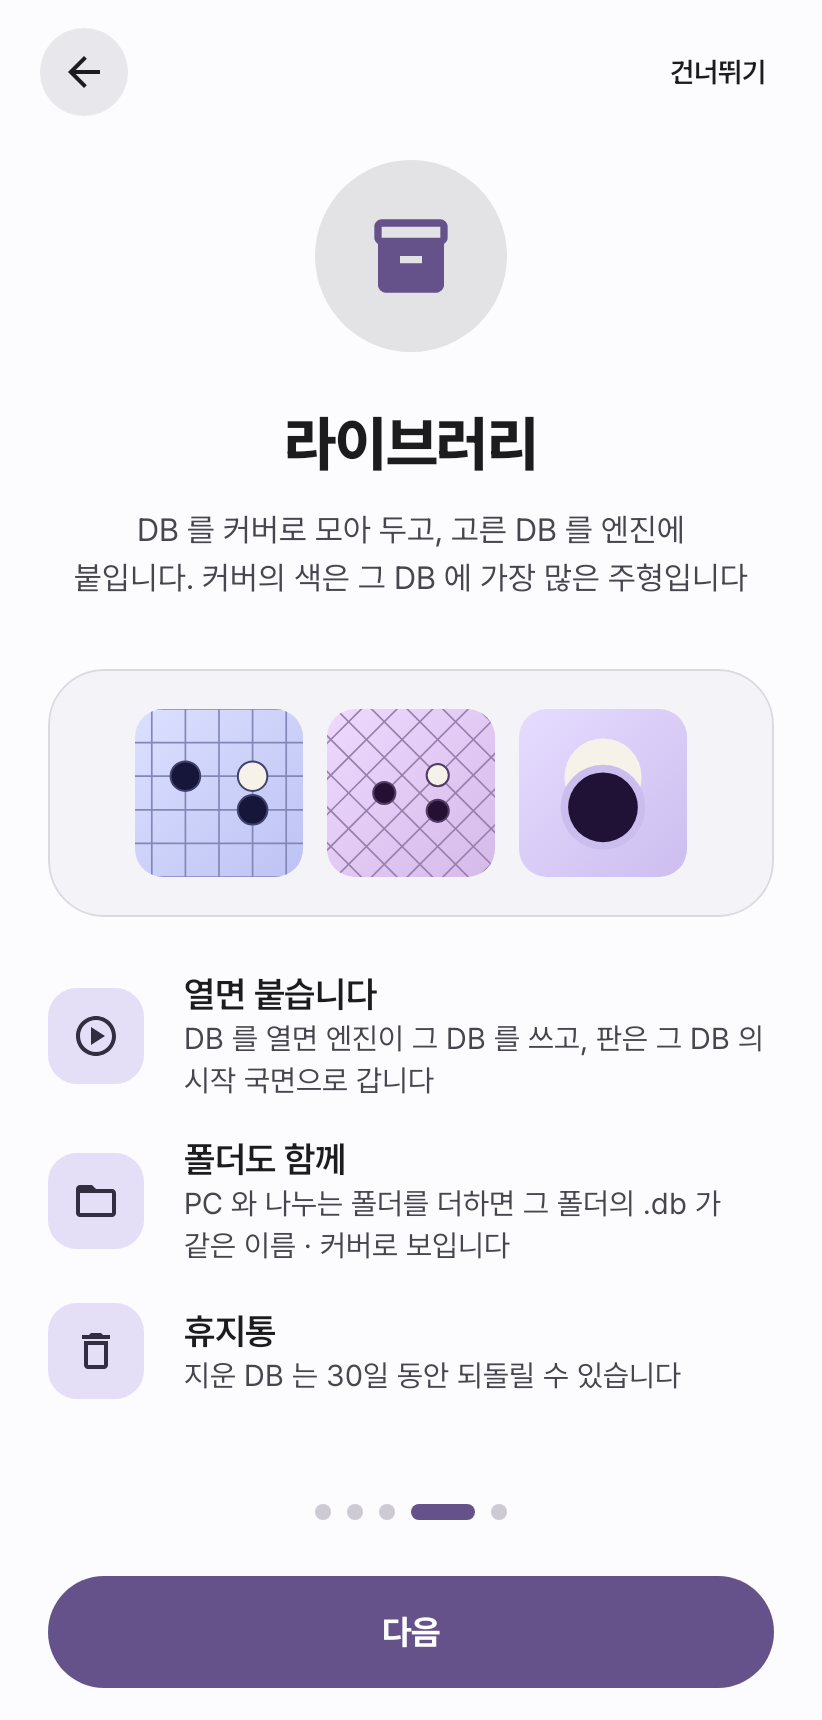 건너뛰기
라이브러리
DB 를 커버로 모아 두고, 고른 DB 를 엔진에
붙입니다. 커버의 색은 그 DB 에 가장 많은 주형입니다
열면 붙습니다
DB 를 열면 엔진이 그 DB 를 쓰고, 판은 그 DB 의
시작 국면으로 갑니다
폴더도 함께
PC 와 나누는 폴더를 더하면 그 폴더의 .db 가
같은 이름 · 커버로 보입니다
휴지통
지운 DB 는 30일 동안 되돌릴 수 있습니다
다음